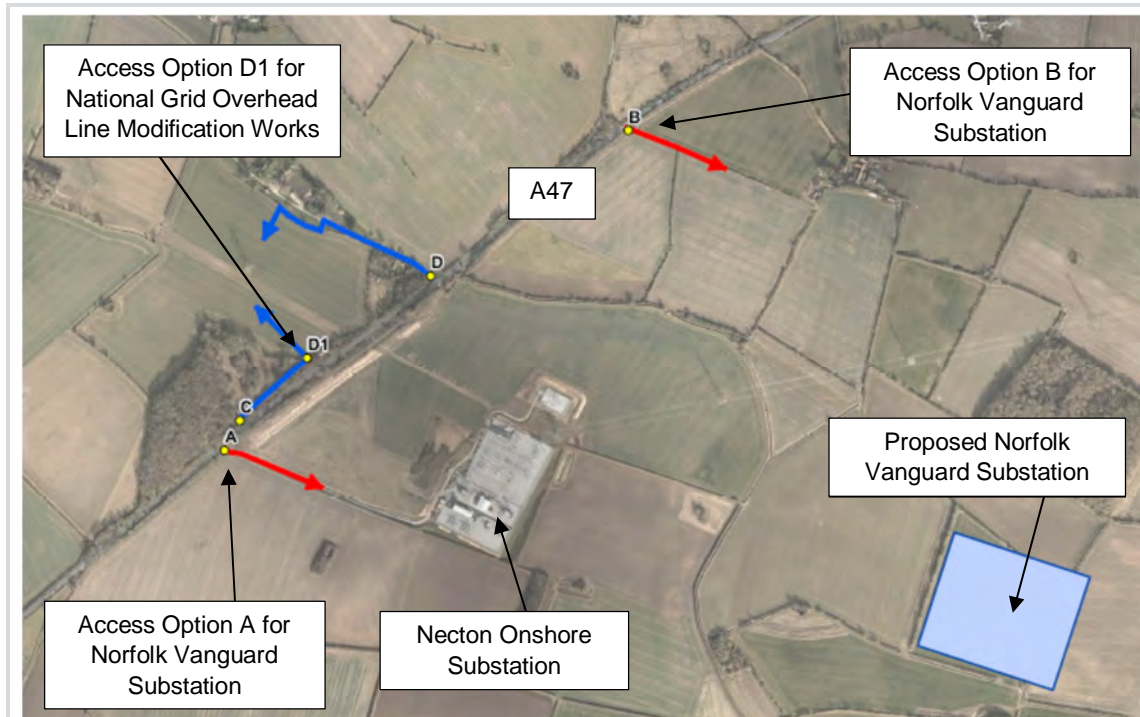 Access Option D1 for
National Grid Overhead
Line Modification Works
Access Option B for
Norfolk Vanguard
Substation
B
A47
D
D1
C
A
Proposed Norfolk
Vanguard Substation
Access Option A for
Norfolk Vanguard
Substation
Necton Onshore
Substation